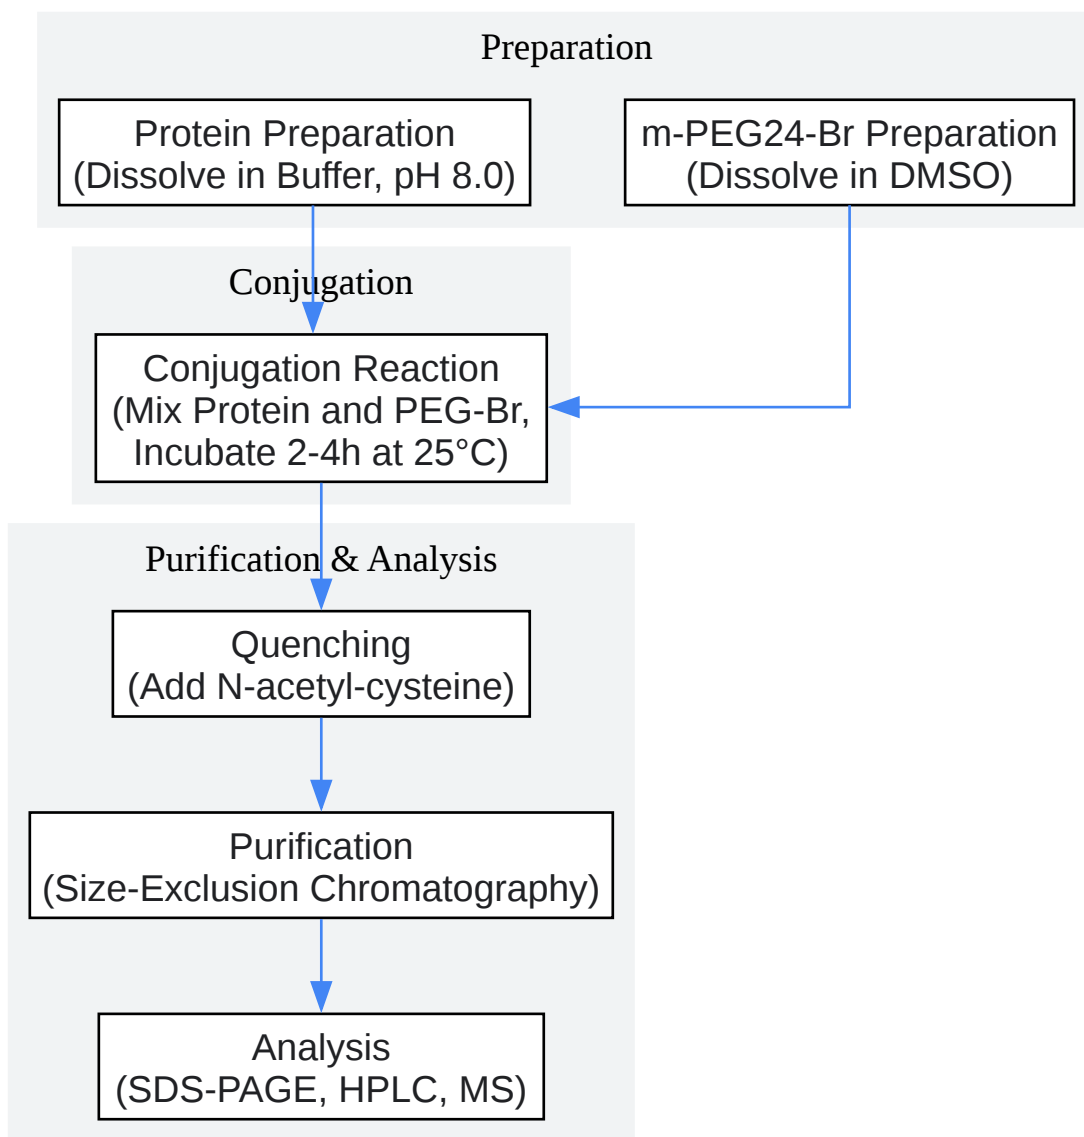 Preparation
Protein Preparation
(Dissolve in Buffer, pH 8.0)
m-PEG24-Br Preparation
(Dissolve in DMSO)
Conjugation
Conjugation Reaction
(Mix Protein and PEG-Br,
Incubate 2-4h at 25°C)
Purification & Analysis
Quenching
(Add N-acetyl-cysteine)
Purification
(Size-Exclusion Chromatography)
Analysis
(SDS-PAGE, HPLC, MS)